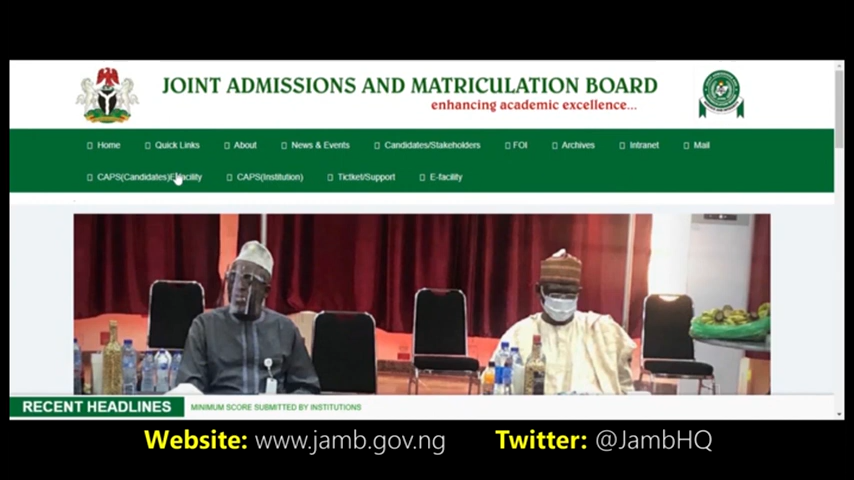 JOINT ADMISSIONS AND MATRICULATION BOARD
enhancing academic excellence...
Home Quick Links About News & Events Candidates/Stakeholders FOI Archives Intranet Mail
CAPS(Candidates)E-facility CAPS(Institution) Tictket/Support E-facility
RECENT HEADLINES MINIMUM SCORE SUBMITTED BY INSTITUTIONS
Website: www.jamb.gov.ng Twitter: @JambHQ